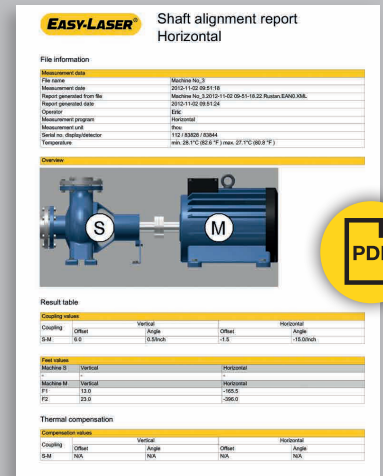 EASY-LASER®
Shaft alignment report
Horizontal
File information
Measurement data
File name Machine No_3
Measurement date 2012-11-02 09:51:18
Report generated from file Machine No_3.2012-11-02 09-51-18.22.Rustan.EAN0.XML
Report generated date 2012-11-02 09:51:24
Operator Eric
Measurement program Horizontal
Measurement unit thou
Serial no. display/detector 112 / 83828 / 83844
Temperature min. 28.1°C (82.6 °F ) max. 27.1°C (80.8 °F )
Overview
S M
PDF
Result table
Coupling values
Coupling Vertical Horizontal
Offset Angle Offset Angle
S-M 6.0 0.5/inch -1.5 -15.0/inch
Feet values
Machine S Vertical Horizontal
- - -
Machine M Vertical Horizontal
F1 13.0 -165.5
F2 23.0 -396.0
Thermal compensation
Compensation values
Coupling Vertical Horizontal
Offset Angle Offset Angle
S-M N/A N/A N/A N/A